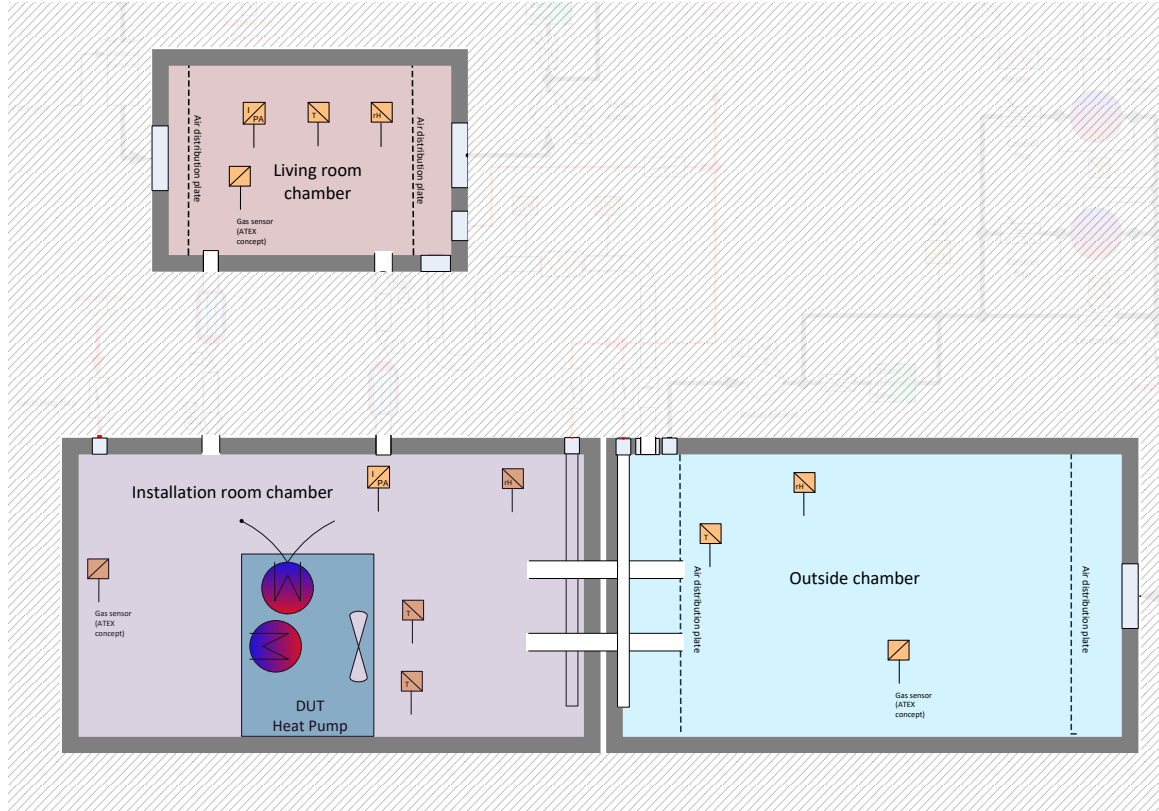 I
PA
T
rH
Air distribution plate
Air distribution plate
Living room
chamber
Gas sensor
(ATEX
concept)
Installation room chamber
I
PA
rH
Gas sensor
(ATEX
concept)
T
T
DUT
Heat Pump
rH
T
Air distribution plate
Outside chamber
Air distribution plate
Gas sensor
(ATEX
concept)